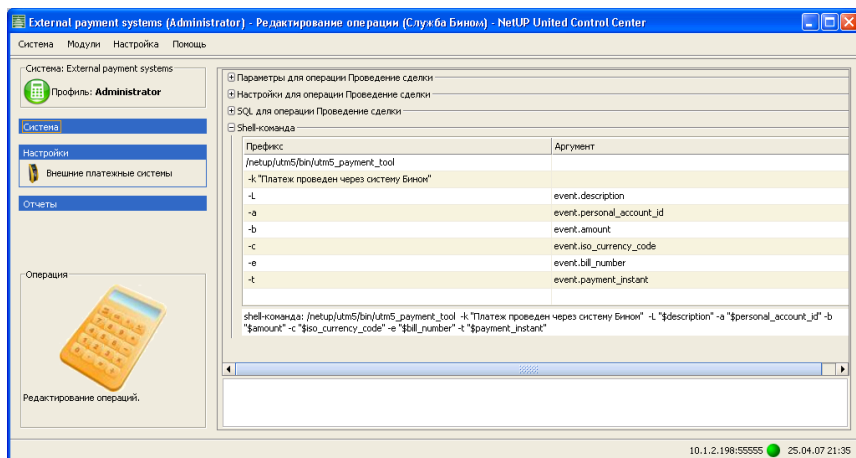 External payment systems (Administrator) - Редактирование операции (Служба Бином) - NetUP United Control Center
Система Модули Настройка Помощь
Система: External payment systems
Профиль: Administrator
Система
Настройки
Внешние платежные системы
Отчеты
Операция
Редактирование операций.
Параметры для операции Проведение сделки
Настройки для операции Проведение сделки
SQL для операции Проведение сделки
Shell-команда
Префикс Аргумент
/netup/utm5/bin/utm5_payment_tool
-k "Платеж проведен через систему Бином"
-L event.description
-a event.personal_account_id
-b event.amount
-c event.iso_currency_code
-e event.bill_number
-t event.payment_instant
shell-команда: /netup/utm5/bin/utm5_payment_tool -k "Платеж проведен через систему Бином" -L "$description" -a "$personal_account_id" -b
"$amount" -c "$iso_currency_code" -e "$bill_number" -t "$payment_instant"
10.1.2.198:55555 25.04.07 21:35